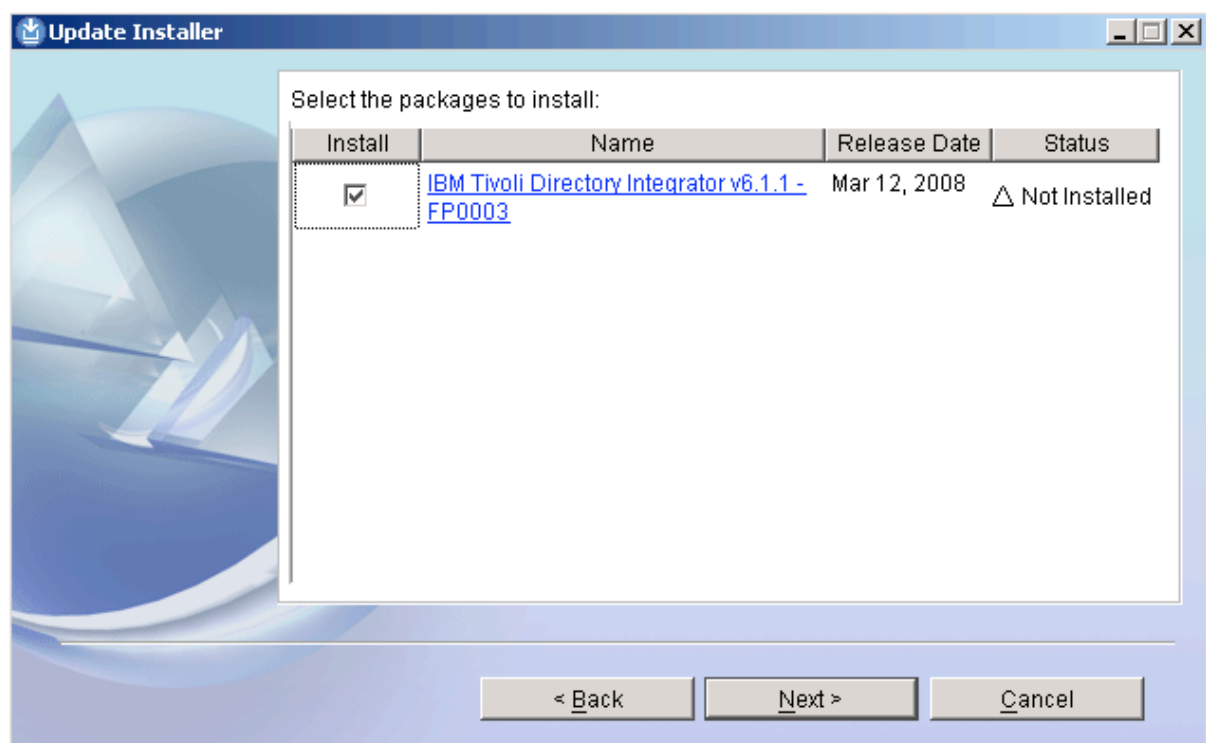 Update Installer
Select the packages to install:
Install Name Release Date Status
IBM Tivoli Directory Integrator v6.1.1 - Mar 12, 2008 Not Installed
FP0003
< Back Next > Cancel